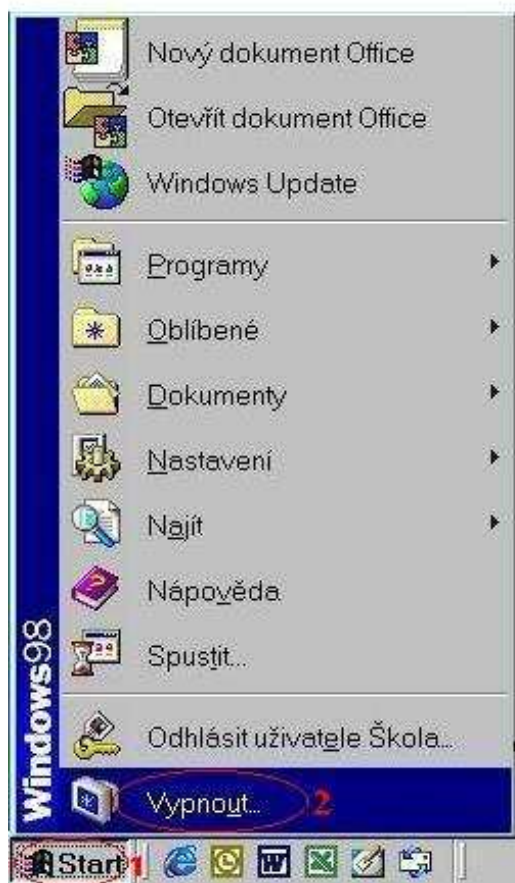 Nový dokument Office
Otevřít dokument Office
Windows Update
Programy
Oblíbené
Dokumenty
Nastavení
Najít
Nápověda
Spustit...
Odhlásit uživatele Škola...
Vypnout... 2
Windows98
Start 1